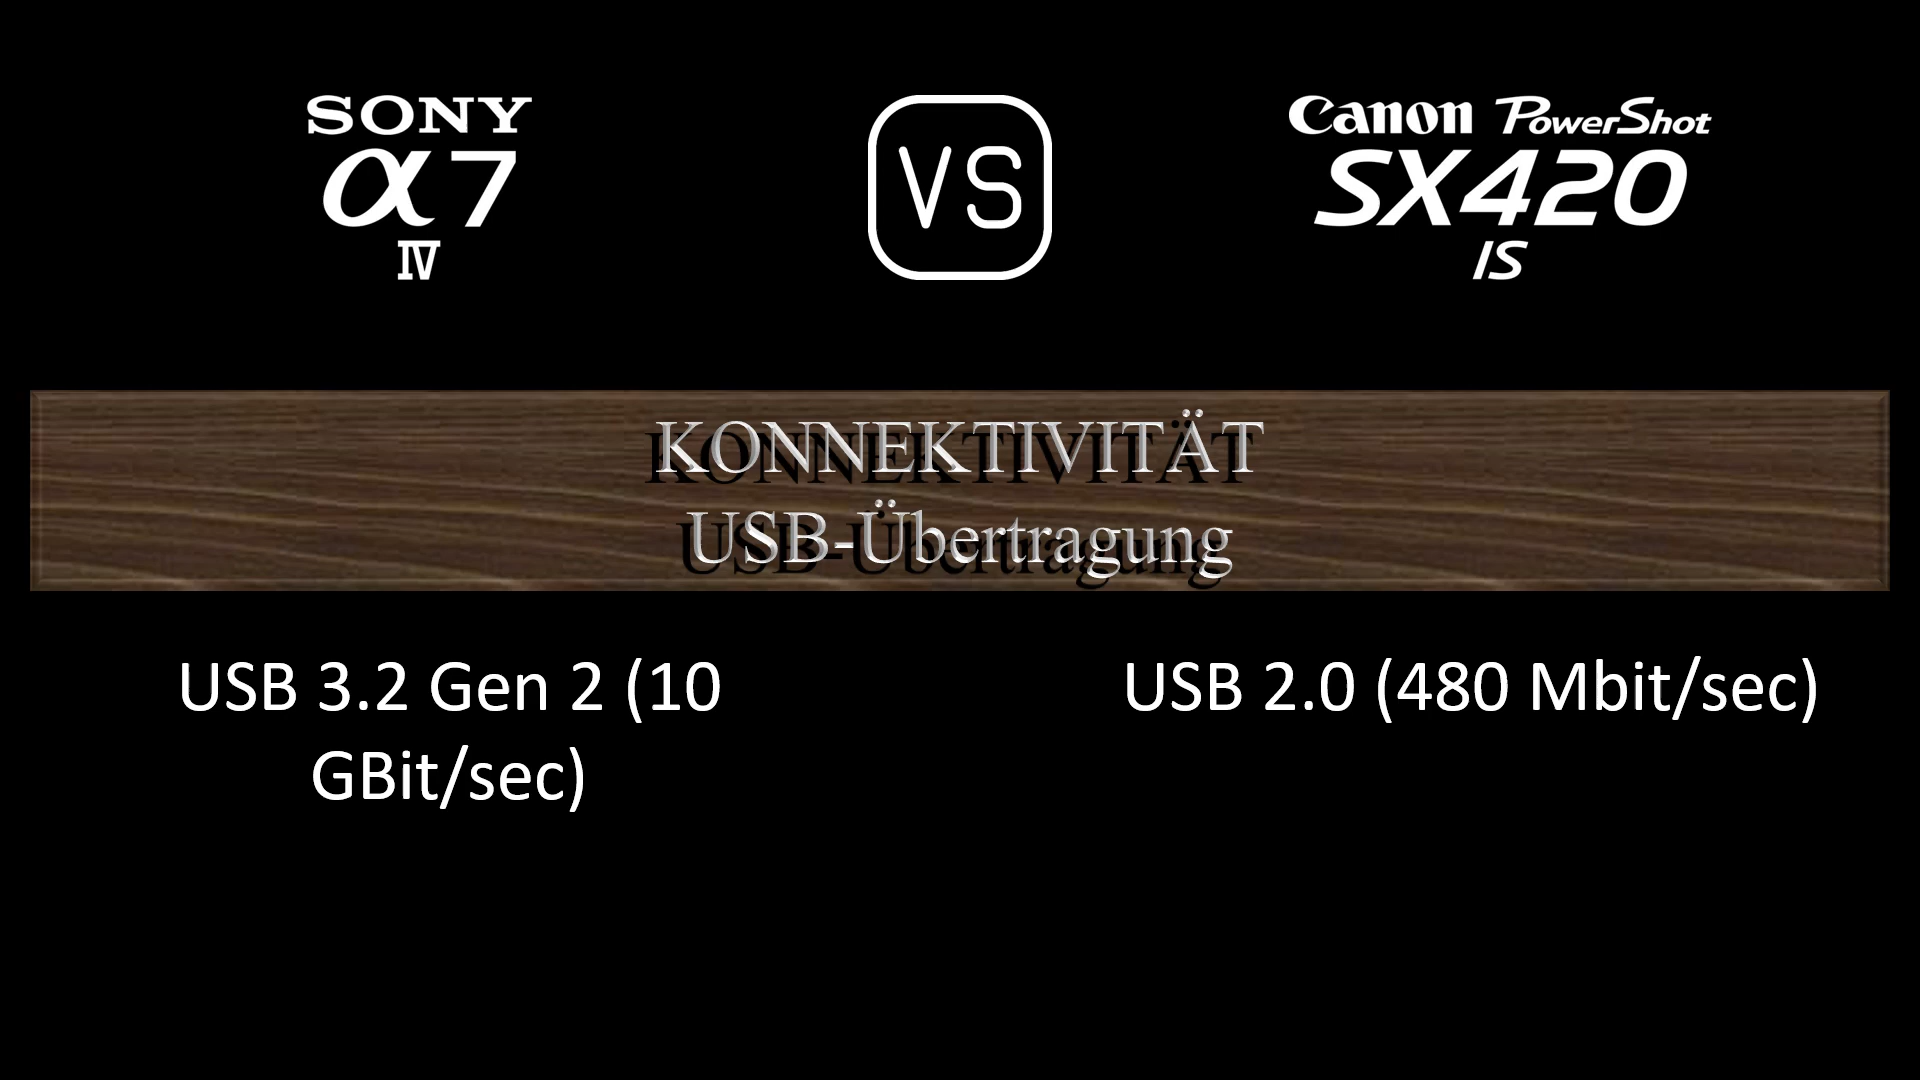 SONY
α7
IV
VS
Canon PowerShot
SX420
IS
KONNEKTIVITÄT
USB-Übertragung
USB 3.2 Gen 2 (10
GBit/sec)
USB 2.0 (480 Mbit/sec)